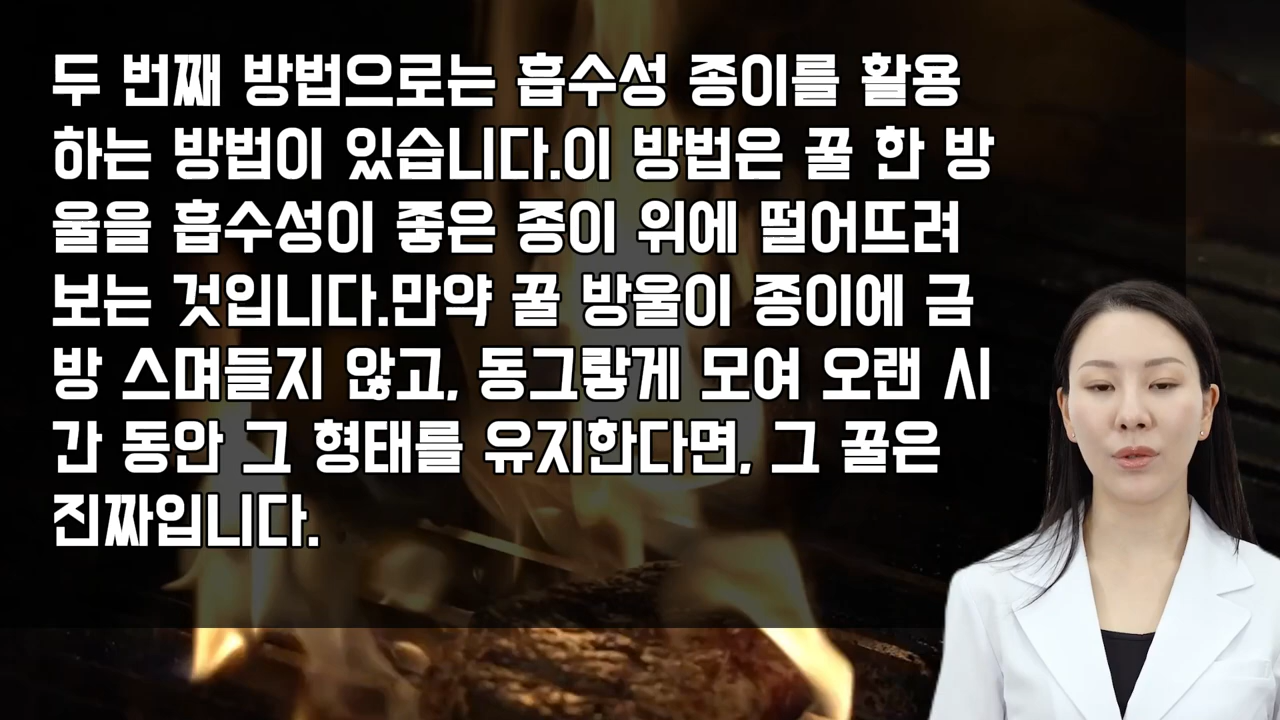 두 번째 방법으로는 흡수성 종이를 활용
하는 방법이 있습니다.이 방법은 꿀 한 방
울을 흡수성이 좋은 종이 위에 떨어뜨려
보는 것입니다.만약 꿀 방울이 종이에 금
방 스며들지 않고, 동그랗게 모여 오랜 시
간 동안 그 형태를 유지한다면, 그 꿀은
진짜입니다.